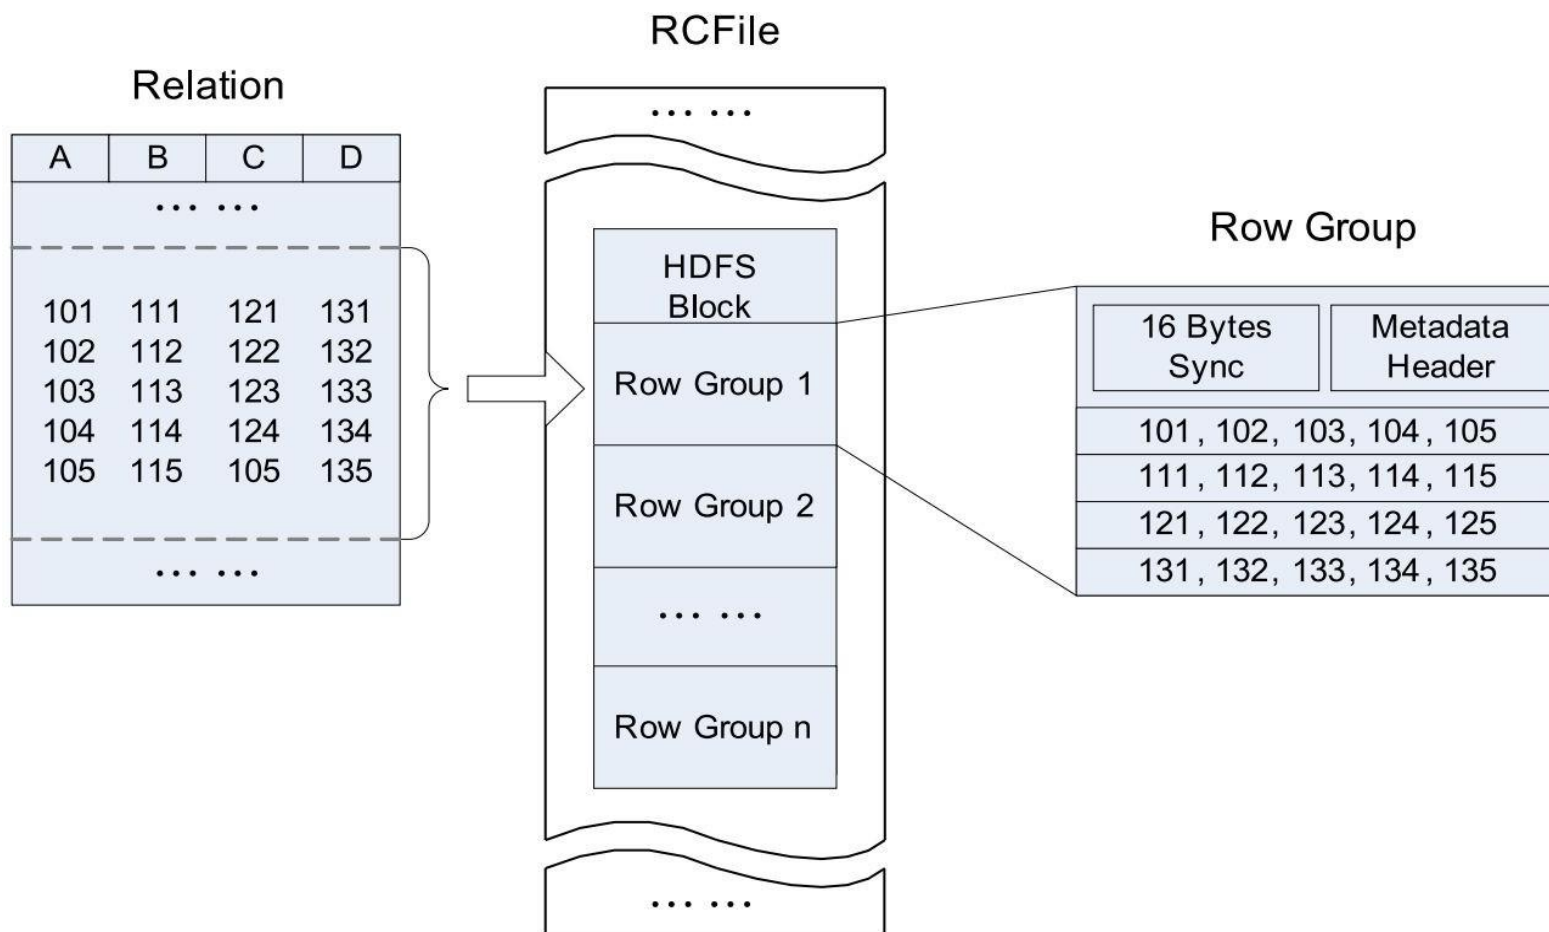 RCFile
Relation
A B C D
... ...
101 111 121 131
102 112 122 132
103 113 123 133
104 114 124 134
105 115 105 135
... ...
... ...
HDFS
Block
Row Group 1
Row Group 2
... ...
Row Group n
... ...
Row Group
16 Bytes
Sync
Metadata
Header
101, 102, 103, 104, 105
111, 112, 113, 114, 115
121, 122, 123, 124, 125
131, 132, 133, 134, 135